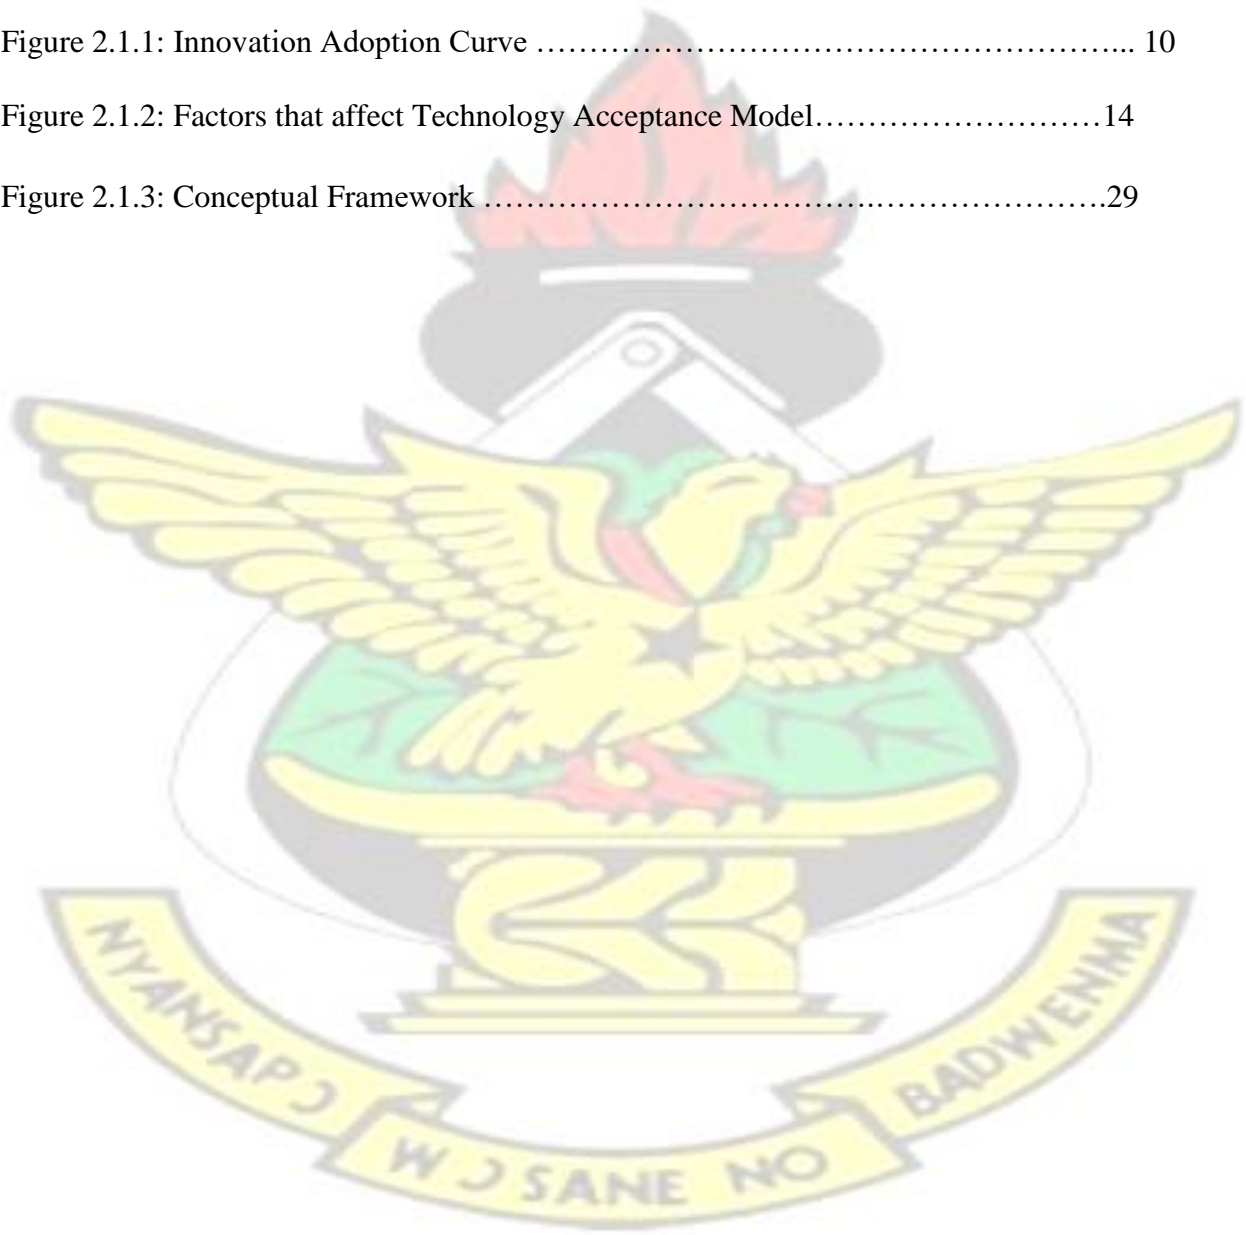 Figure 2.1.1: Innovation Adoption Curve ………………………………………………... 10
Figure 2.1.2: Factors that affect Technology Acceptance Model………………………14
Figure 2.1.3: Conceptual Framework ……………………………….………………….29
NYANSAPƆ
WƆSANE NO
BADWENMA